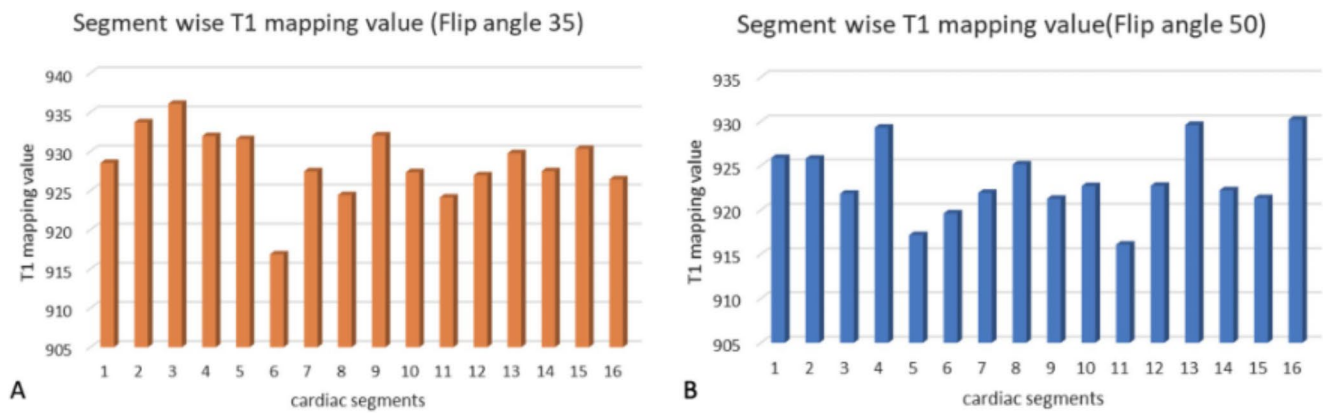 Segment wise T1 mapping value (Flip angle 35)
T1 mapping value
940
935
930
925
920
915
910
905
1 2 3 4 5 6 7 8 9 10 11 12 13 14 15 16
cardiac segments
A
Segment wise T1 mapping value(Flip angle 50)
T1 mapping value
935
930
925
920
915
910
905
1 2 3 4 5 6 7 8 9 10 11 12 13 14 15 16
cardiac segments
B